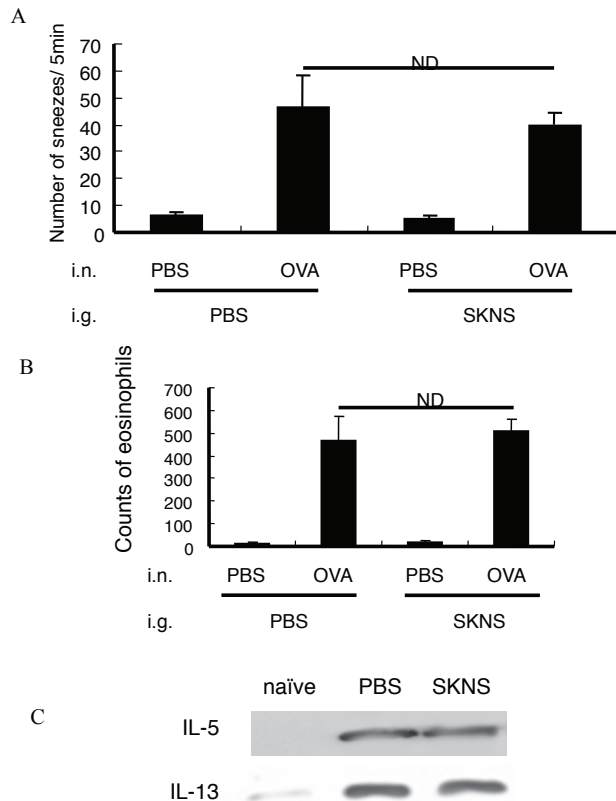 A
Number of sneezes/ 5min
70
60
50
40
30
20
10
0
ND
i.n. PBS OVA PBS OVA
i.g. PBS SKNS
B
Counts of eosinophils
700
600
500
400
300
200
100
0
ND
i.n. PBS OVA PBS OVA
i.g. PBS SKNS
C
naïve PBS SKNS
IL-5
IL-13